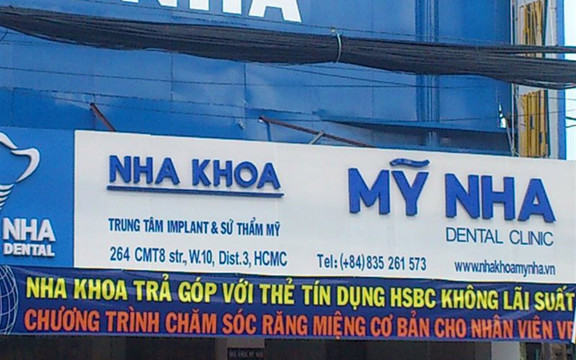 NHA
NHA KHOA
MỸ NHA
DENTAL CLINIC
NHA
DENTAL
TRUNG TÂM IMPLANT & SỨ THẨM MỸ
264 CMT8 str., W.10, Dist.3, HCMC
Tel: (+84) 835 261 573
www.nhakhoamynha.vn
NHA KHOA TRẢ GÓP VỚI THẺ TÍN DỤNG HSBC KHÔNG LÃI SUẤT
CHƯƠNG TRÌNH CHĂM SÓC RĂNG MIỆNG CƠ BẢN CHO NHÂN VIÊN